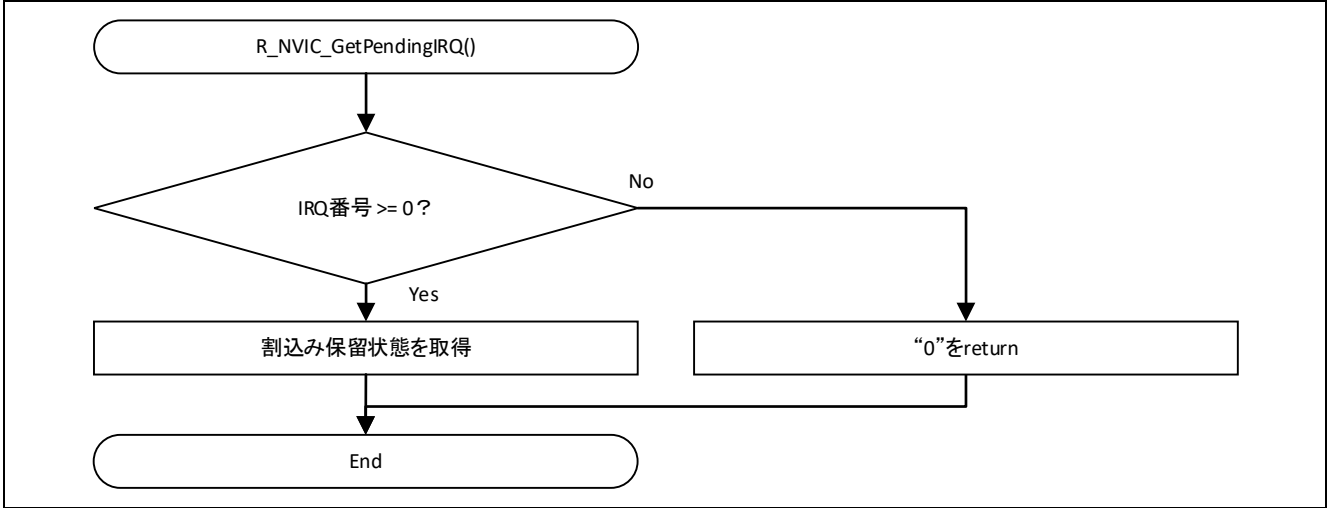 R_NVIC_GetPendingIRQ()
IRQ番号 >= 0？
No
Yes
割込み保留状態を取得
“0”をreturn
End